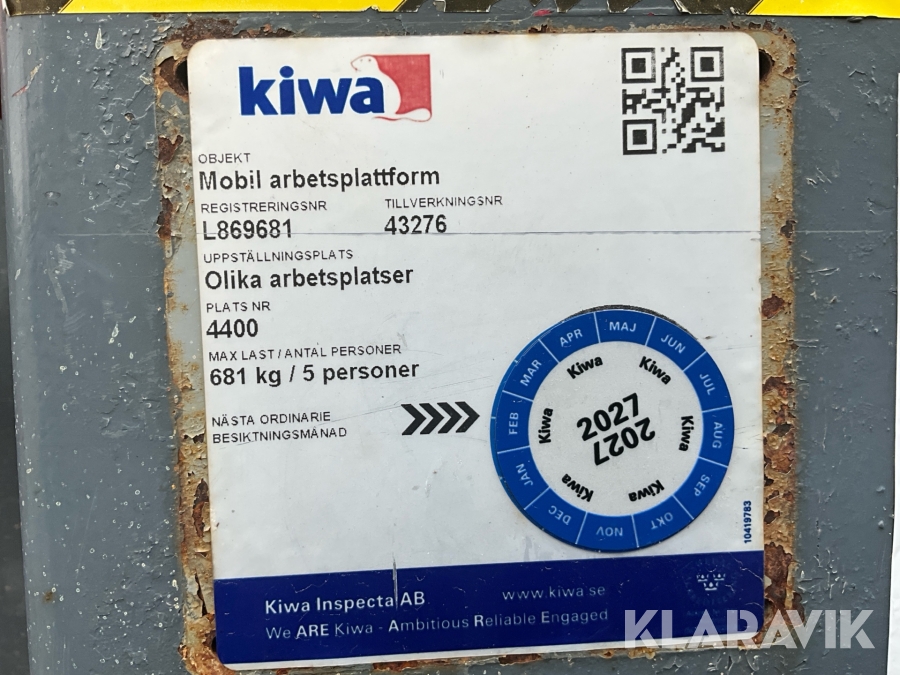 kiwa
OBJEKT
Mobil arbetsplattform
REGISTRERINGSNR TILLVERKNINGSNR
L869681 43276
UPPSTÄLLNINGSPLATS
Olika arbetsplatser
PLATS NR
4400
MAX LAST / ANTAL PERSONER
681 kg / 5 personer
NÄSTA ORDINARIE
BESIKTNINGSMÅNAD
JAN FEB MAR APR MAJ JUN JUL AUG SEP OKT NOV DEC
Kiwa Kiwa Kiwa Kiwa Kiwa Kiwa
2027
2027
10419783
Kiwa Inspecta AB www.kiwa.se
We ARE Kiwa - Ambitious Reliable Engaged
KLARAVIK